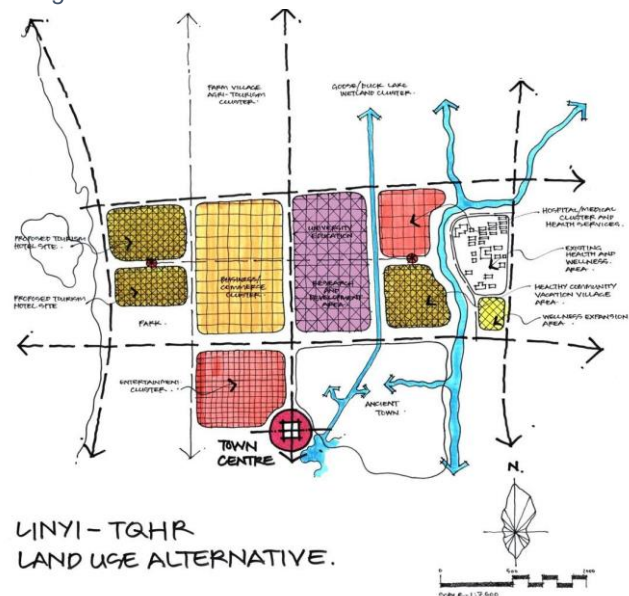 FARM VILLAGE
AGRI-TOURISM
CLUSTER.
GOOSE/DUCK LAKE
WETLAND CLUSTER.
PROPOSED TOURISM
HOTEL SITE
PROPOSED TOURISM
HOTEL SITE
PARK.
BUSINESS/
COMMERCE
CLUSTER.
UNIVERSITY
EDUCATION
RESEARCH
AND
DEVELOPMENT
AREA
HOSPITAL/MEDICAL
CLUSTER AND
HEALTH SERVICES.
EXISTING
HEALTH AND
WELLNESS
AREA.
HEALTHY COMMUNITY
VACATION VILLAGE
AREA.
WELLNESS EXPANSION
AREA.
ENTERTAINMENT
CLUSTER.
ANCIENT
TOWN
TOWN
CENTRE
N.
LINYI-TQHR
LAND USE ALTERNATIVE.
0 500